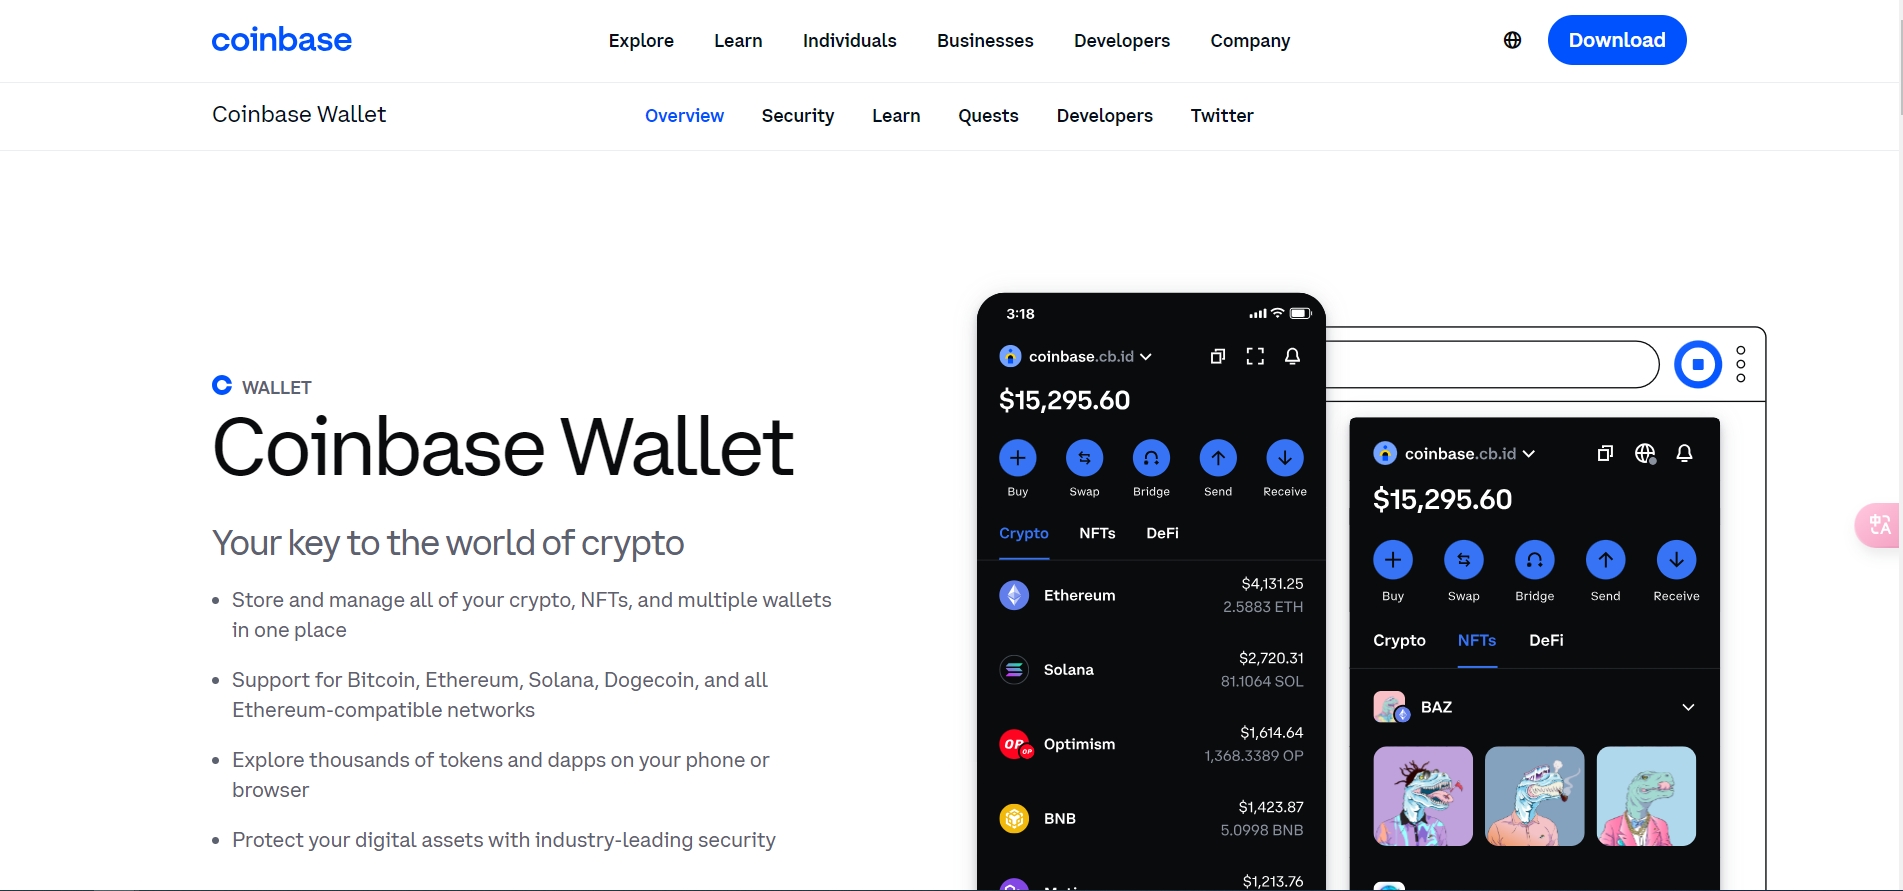 coinbase
Explore
Learn
Individuals
Businesses
Developers
Company
Download
Coinbase Wallet
Overview
Security
Learn
Quests
Developers
Twitter
WALLET
Coinbase Wallet
Your key to the world of crypto
Store and manage all of your crypto, NFTs, and multiple wallets
in one place
Support for Bitcoin, Ethereum, Solana, Dogecoin, and all
Ethereum-compatible networks
Explore thousands of tokens and dapps on your phone or
browser
Protect your digital assets with industry-leading security
3:18
coinbase.cb.id
$15,295.60
Buy
Swap
Bridge
Send
Receive
Crypto
NFTs
DeFi
Ethereum
$4,131.25
2.5883 ETH
Solana
$2,720.31
81.1064 SOL
OP
OP
Optimism
$1,614.64
1,368.3389 OP
BNB
$1,423.87
5.0998 BNB
$1,213.76
coinbase.cb.id
$15,295.60
Buy
Swap
Bridge
Send
Receive
Crypto
NFTs
DeFi
BAZ
中A